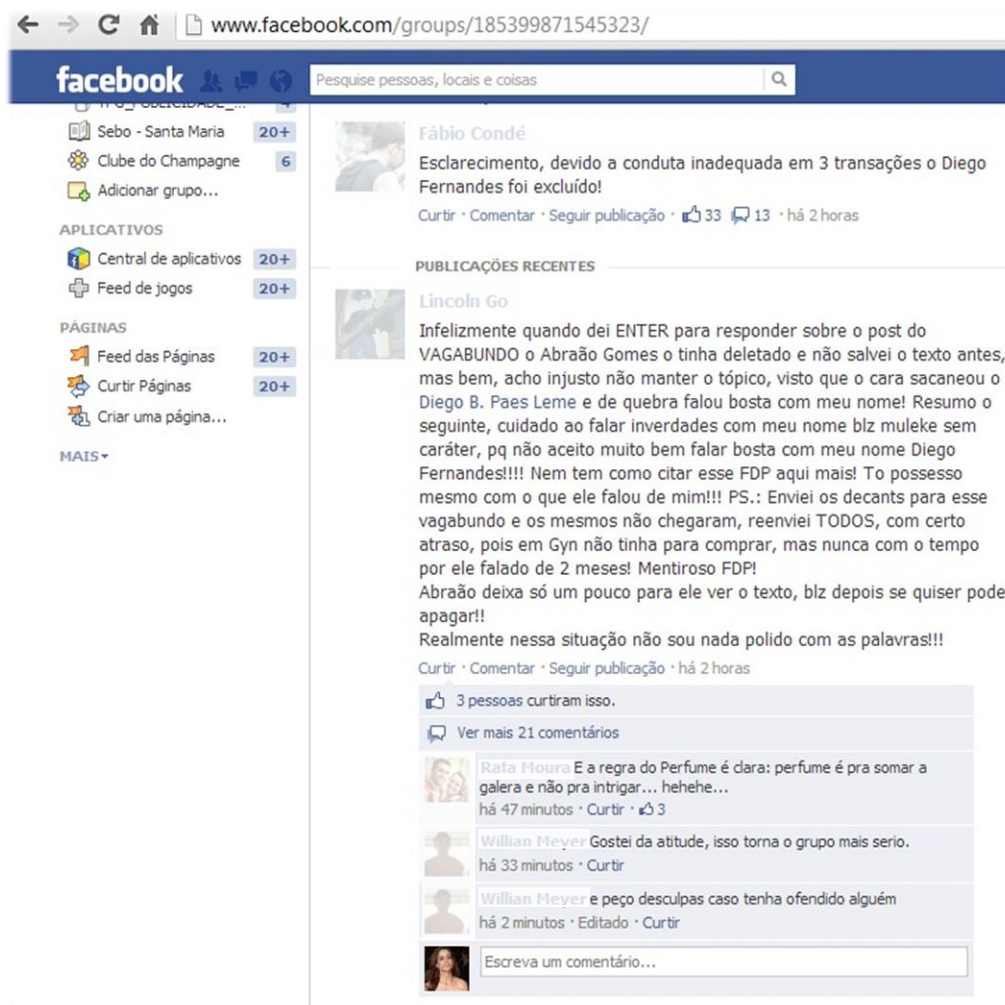 www.facebook.com/groups/185399871545323/
facebook
Pesquise pessoas, locais e coisas
4
Sebo - Santa Maria 20+
Clube do Champagne 6
Adicionar grupo...
APLICATIVOS
Central de aplicativos 20+
Feed de jogos 20+
PÁGINAS
Feed das Páginas 20+
Curtir Páginas 20+
Criar uma página...
MAIS
Fábio Condé
Esclarecimento, devido a conduta inadequada em 3 transações o Diego
Fernandes foi excluído!
Curtir · Comentar · Seguir publicação · 33 13 · há 2 horas
PUBLICAÇÕES RECENTES
Lincoln Go
Infelizmente quando dei ENTER para responder sobre o post do
VAGABUNDO o Abraão Gomes o tinha deletado e não salvei o texto antes,
mas bem, acho injusto não manter o tópico, visto que o cara sacaneou o
Diego B. Paes Leme e de quebra falou bosta com meu nome! Resumo o
seguinte, cuidado ao falar inverdades com meu nome blz muleke sem
caráter, pq não aceito muito bem falar bosta com meu nome Diego
Fernandes!!!! Nem tem como citar esse FDP aqui mais! To possesso
mesmo com o que ele falou de mim!!! PS.: Enviei os decants para esse
vagabundo e os mesmos não chegaram, reenviei TODOS, com certo
atraso, pois em Gyn não tinha para comprar, mas nunca com o tempo
por ele falado de 2 meses! Mentiroso FDP!
Abraão deixa só um pouco para ele ver o texto, blz depois se quiser pode
apagar!!
Realmente nessa situação não sou nada polido com as palavras!!!
Curtir · Comentar · Seguir publicação · há 2 horas
3 pessoas curtiram isso.
Ver mais 21 comentários
Rafa Moura E a regra do Perfume é clara: perfume é pra somar a
galera e não pra intrigar... hehehe...
há 47 minutos · Curtir · 3
Willian Meyer Gostei da atitude, isso torna o grupo mais serio.
há 33 minutos · Curtir
Willian Meyer e peço desculpas caso tenha ofendido alguém
há 2 minutos · Editado · Curtir
Escreva um comentário...